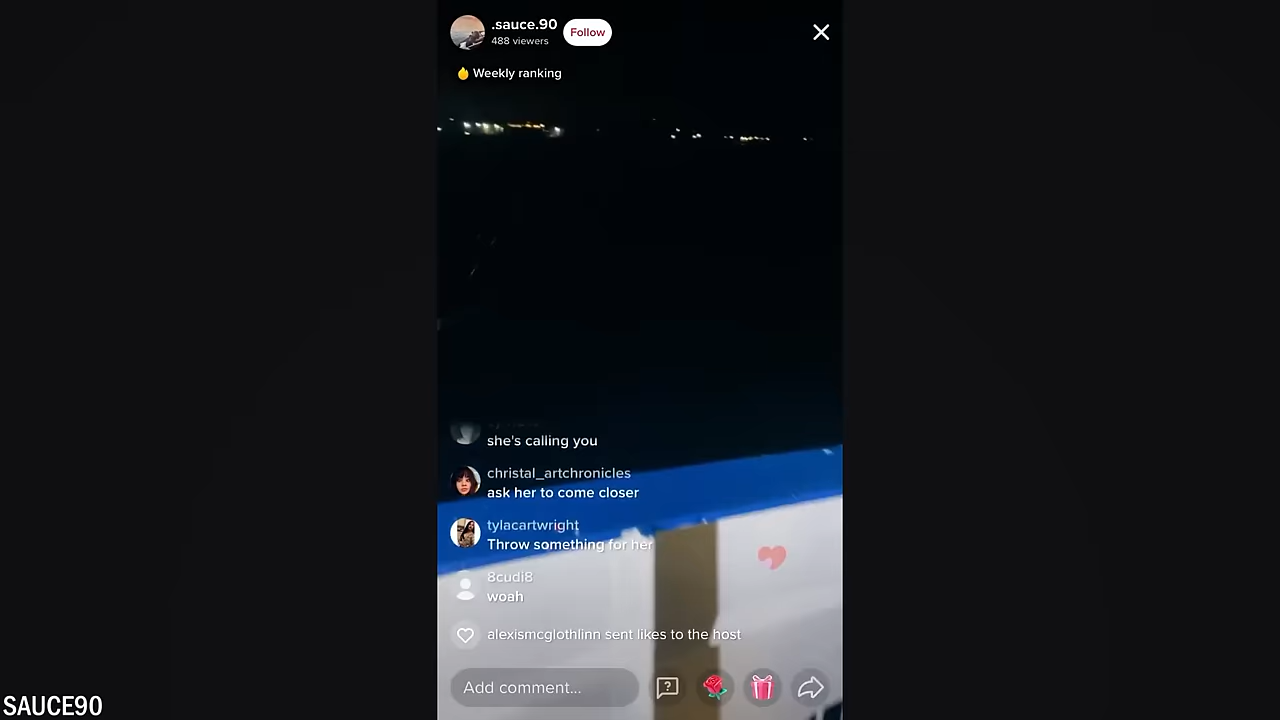 .sauce.90
488 viewers
Follow
Weekly ranking
she's calling you
christal_artchronicles
ask her to come closer
tylacartwright
Throw something for her
8cudi8
woah
alexismcglothlinn sent likes to the host
Add comment...
?
SAUCE90